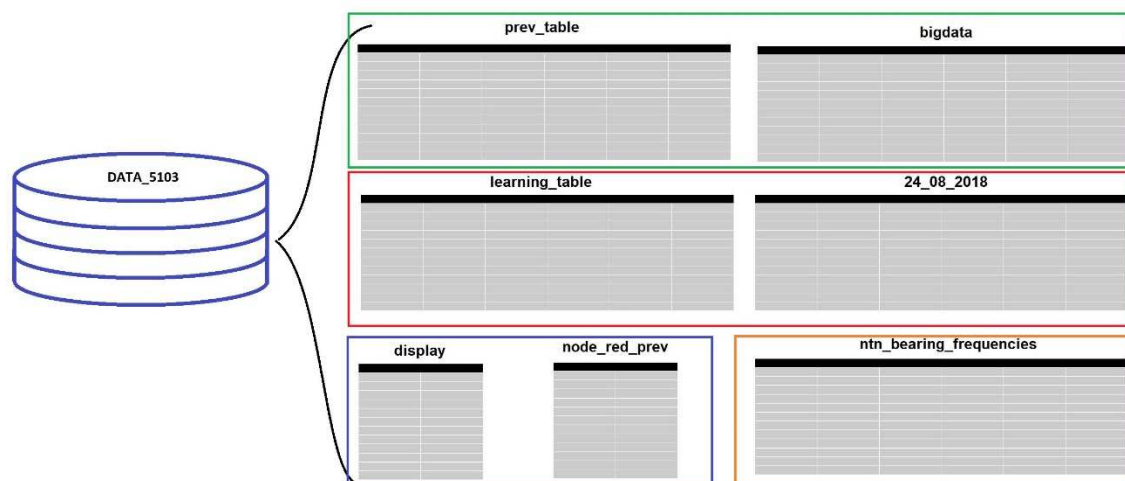 prev_table
bigdata
DATA_5103
learning_table
24_08_2018
display
node_red_prev
ntn_bearing_frequencies